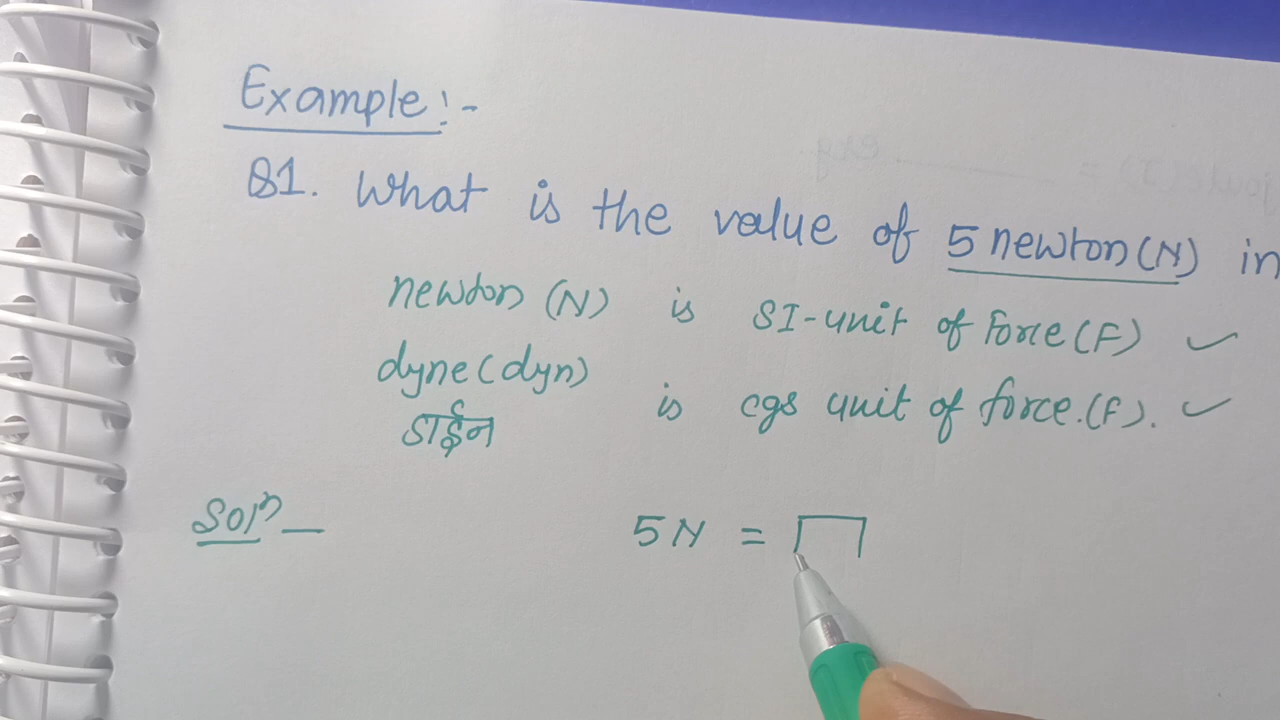 Example:-
Q1. What is the value of 5 newton (N) in
newton (N) is SI-unit of Force (F) ✓
dyne (dyn) is cgs unit of force. (F). ✓
डाईन
Solⁿ _ 5N =